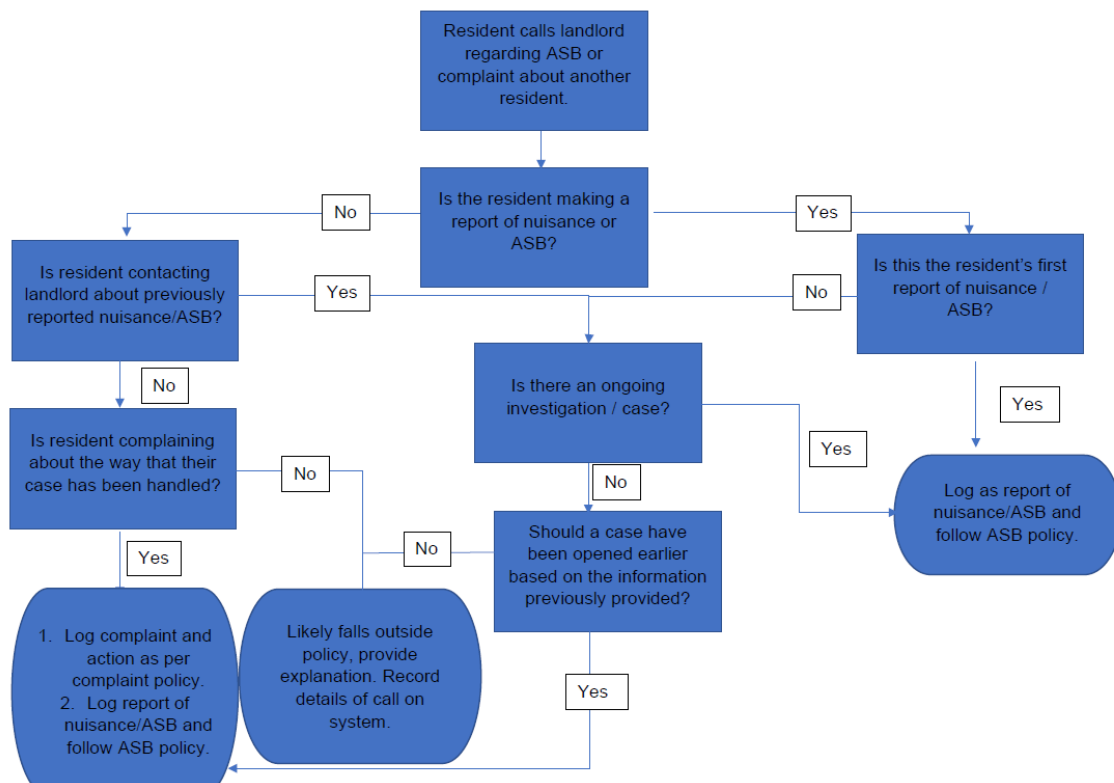 Resident calls landlord
regarding ASB or
complaint about another
resident.
Is the resident making a
report of nuisance or
ASB?
No
Yes
Is resident contacting
landlord about previously
reported nuisance/ASB?
Yes
No
Is this the resident's first
report of nuisance /
ASB?
No
Is there an ongoing
investigation / case?
Yes
Yes
Is resident complaining
about the way that their
case has been handled?
No
No
Log as report of
nuisance/ASB and
follow ASB policy.
Should a case have
been opened earlier
based on the information
previously provided?
No
Yes
1. Log complaint and
action as per
complaint policy.
2. Log report of
nuisance/ASB and
follow ASB policy.
Likely falls outside
policy, provide
explanation. Record
details of call on
system.
Yes